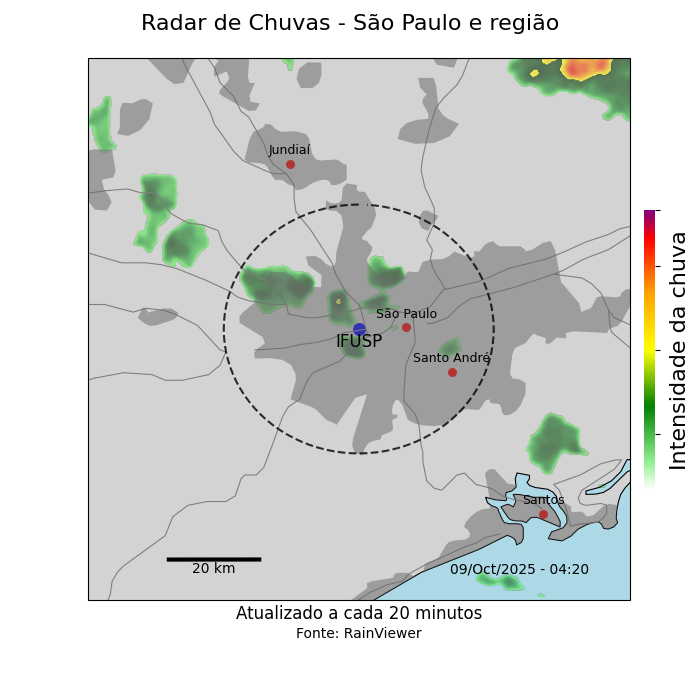 Radar de Chuvas - São Paulo e região
Jundiaí
São Paulo
IFUSP
Santo André
Santos
20 km
09/Oct/2025 - 04:20
Intensidade da chuva
Atualizado a cada 20 minutos
Fonte: RainViewer